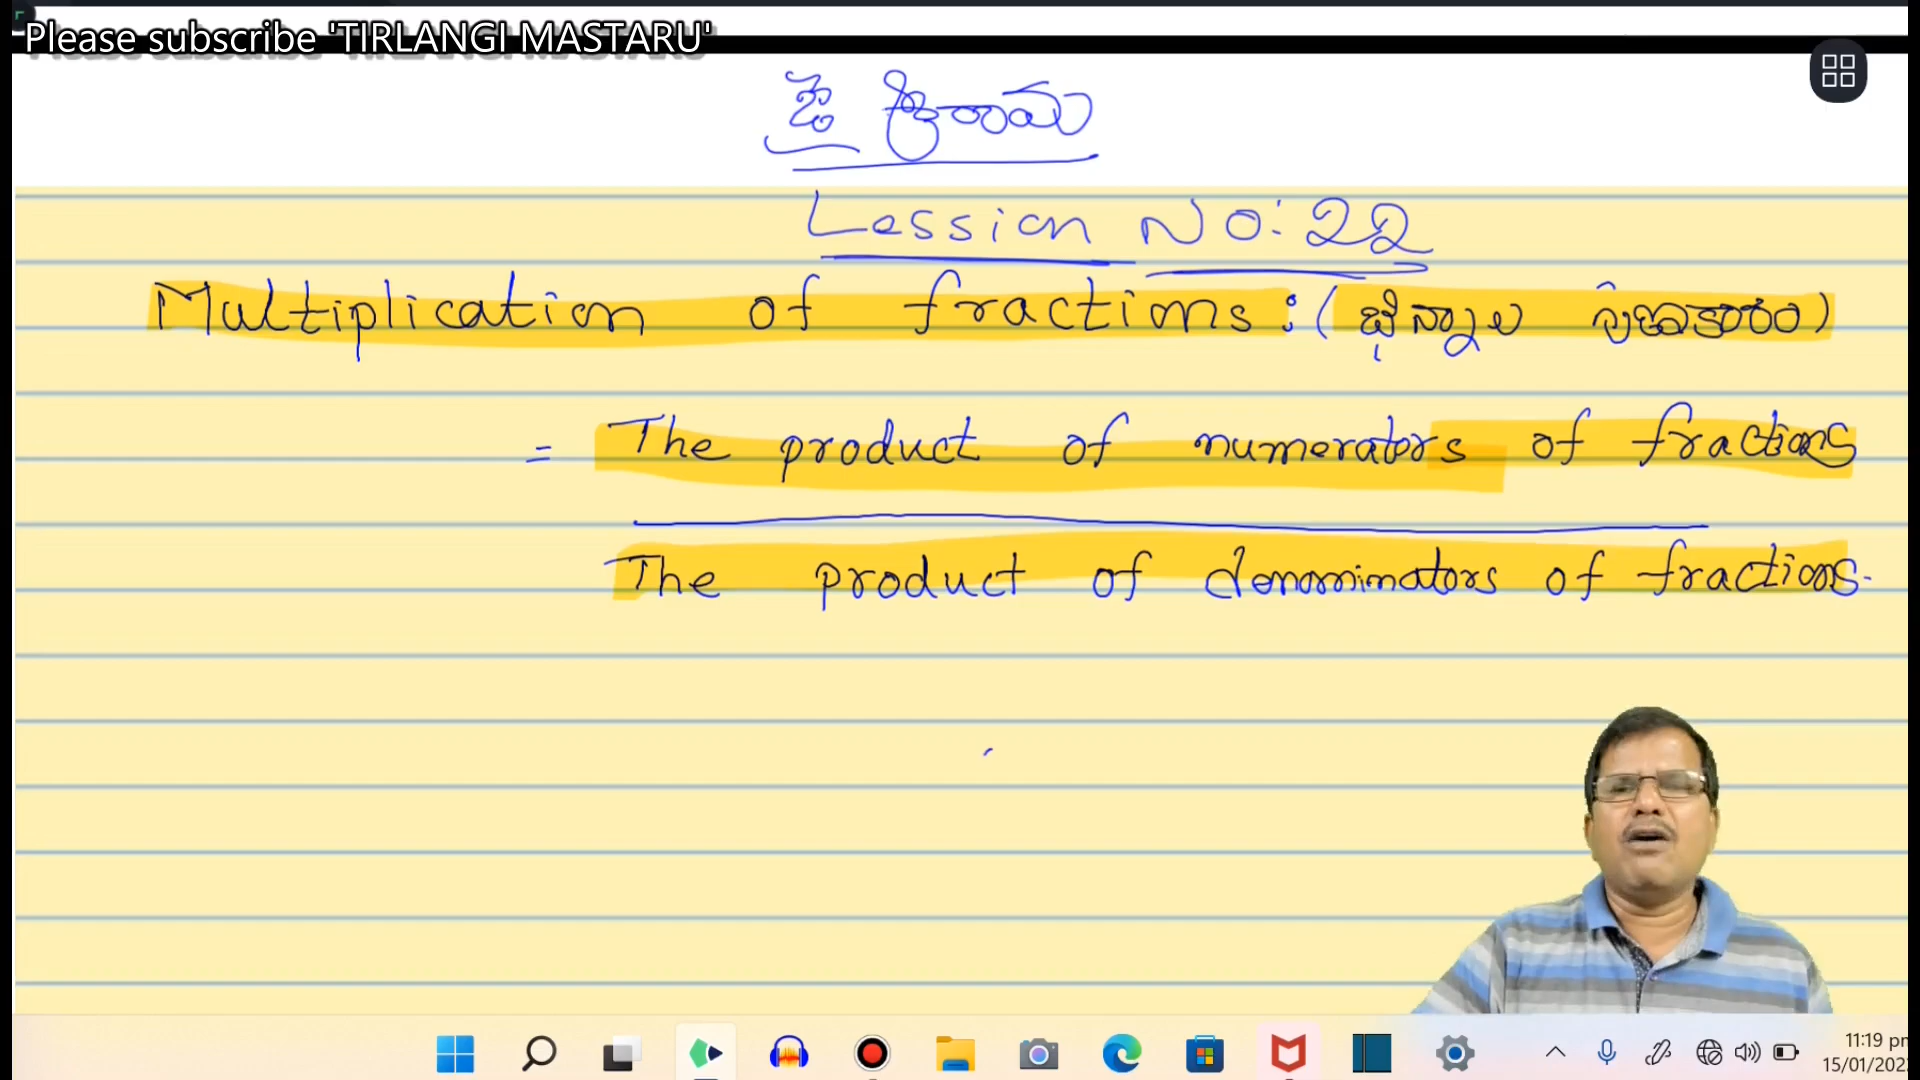 Please subscribe 'TIRLANGI MASTARU'
జై శ్రీరామ
Lession NO: 22
Multiplication of fractions: (భిన్నాల గుణాకారం)
= The product of numerators of fractions
The product of denominators of fractions.
11:19 pm
15/01/202